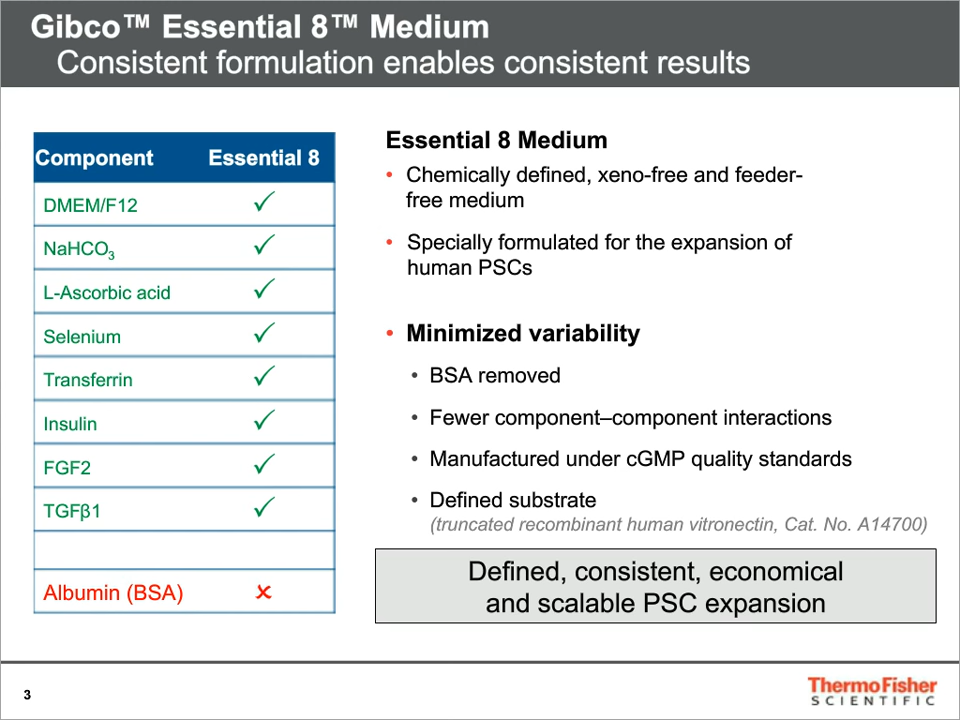 Gibco™ Essential 8™ Medium
Consistent formulation enables consistent results
Component Essential 8
DMEM/F12 ✓
NaHCO₃ ✓
L-Ascorbic acid ✓
Selenium ✓
Transferrin ✓
Insulin ✓
FGF2 ✓
TGFβ1 ✓
Albumin (BSA) ✗
Essential 8 Medium
• Chemically defined, xeno-free and feeder-
free medium
• Specially formulated for the expansion of
human PSCs
• Minimized variability
• BSA removed
• Fewer component–component interactions
• Manufactured under cGMP quality standards
• Defined substrate
(truncated recombinant human vitronectin, Cat. No. A14700)
Defined, consistent, economical
and scalable PSC expansion
3
ThermoFisher
SCIENTIFIC